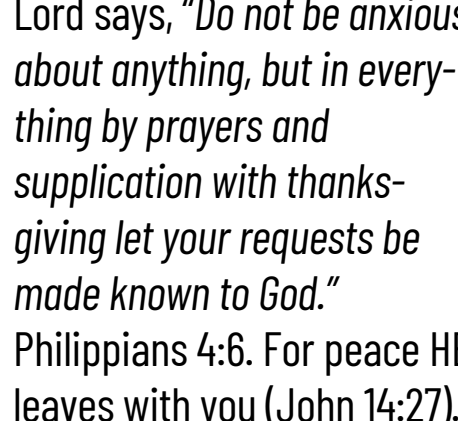 Lord says, "Do not be anxious
about anything, but in every-
thing by prayers and
supplication with thanks-
giving let your requests be
made known to God."
Philippians 4:6. For peace HE
leaves with you (John 14:27).